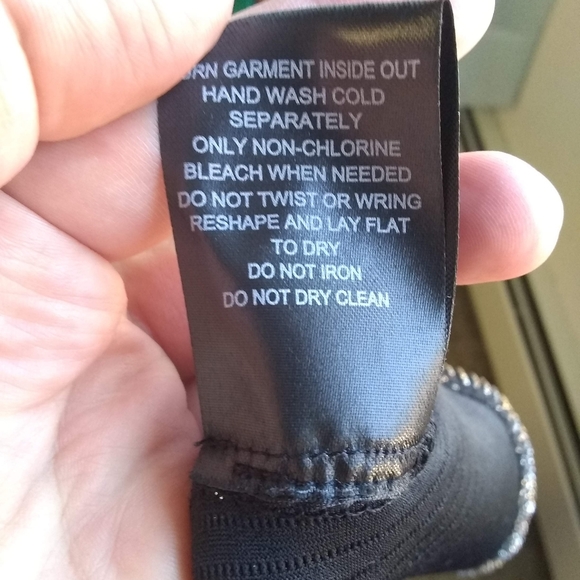 TURN GARMENT INSIDE OUT
HAND WASH COLD
SEPARATELY
ONLY NON-CHLORINE
BLEACH WHEN NEEDED
DO NOT TWIST OR WRING
RESHAPE AND LAY FLAT
TO DRY
DO NOT IRON
DO NOT DRY CLEAN